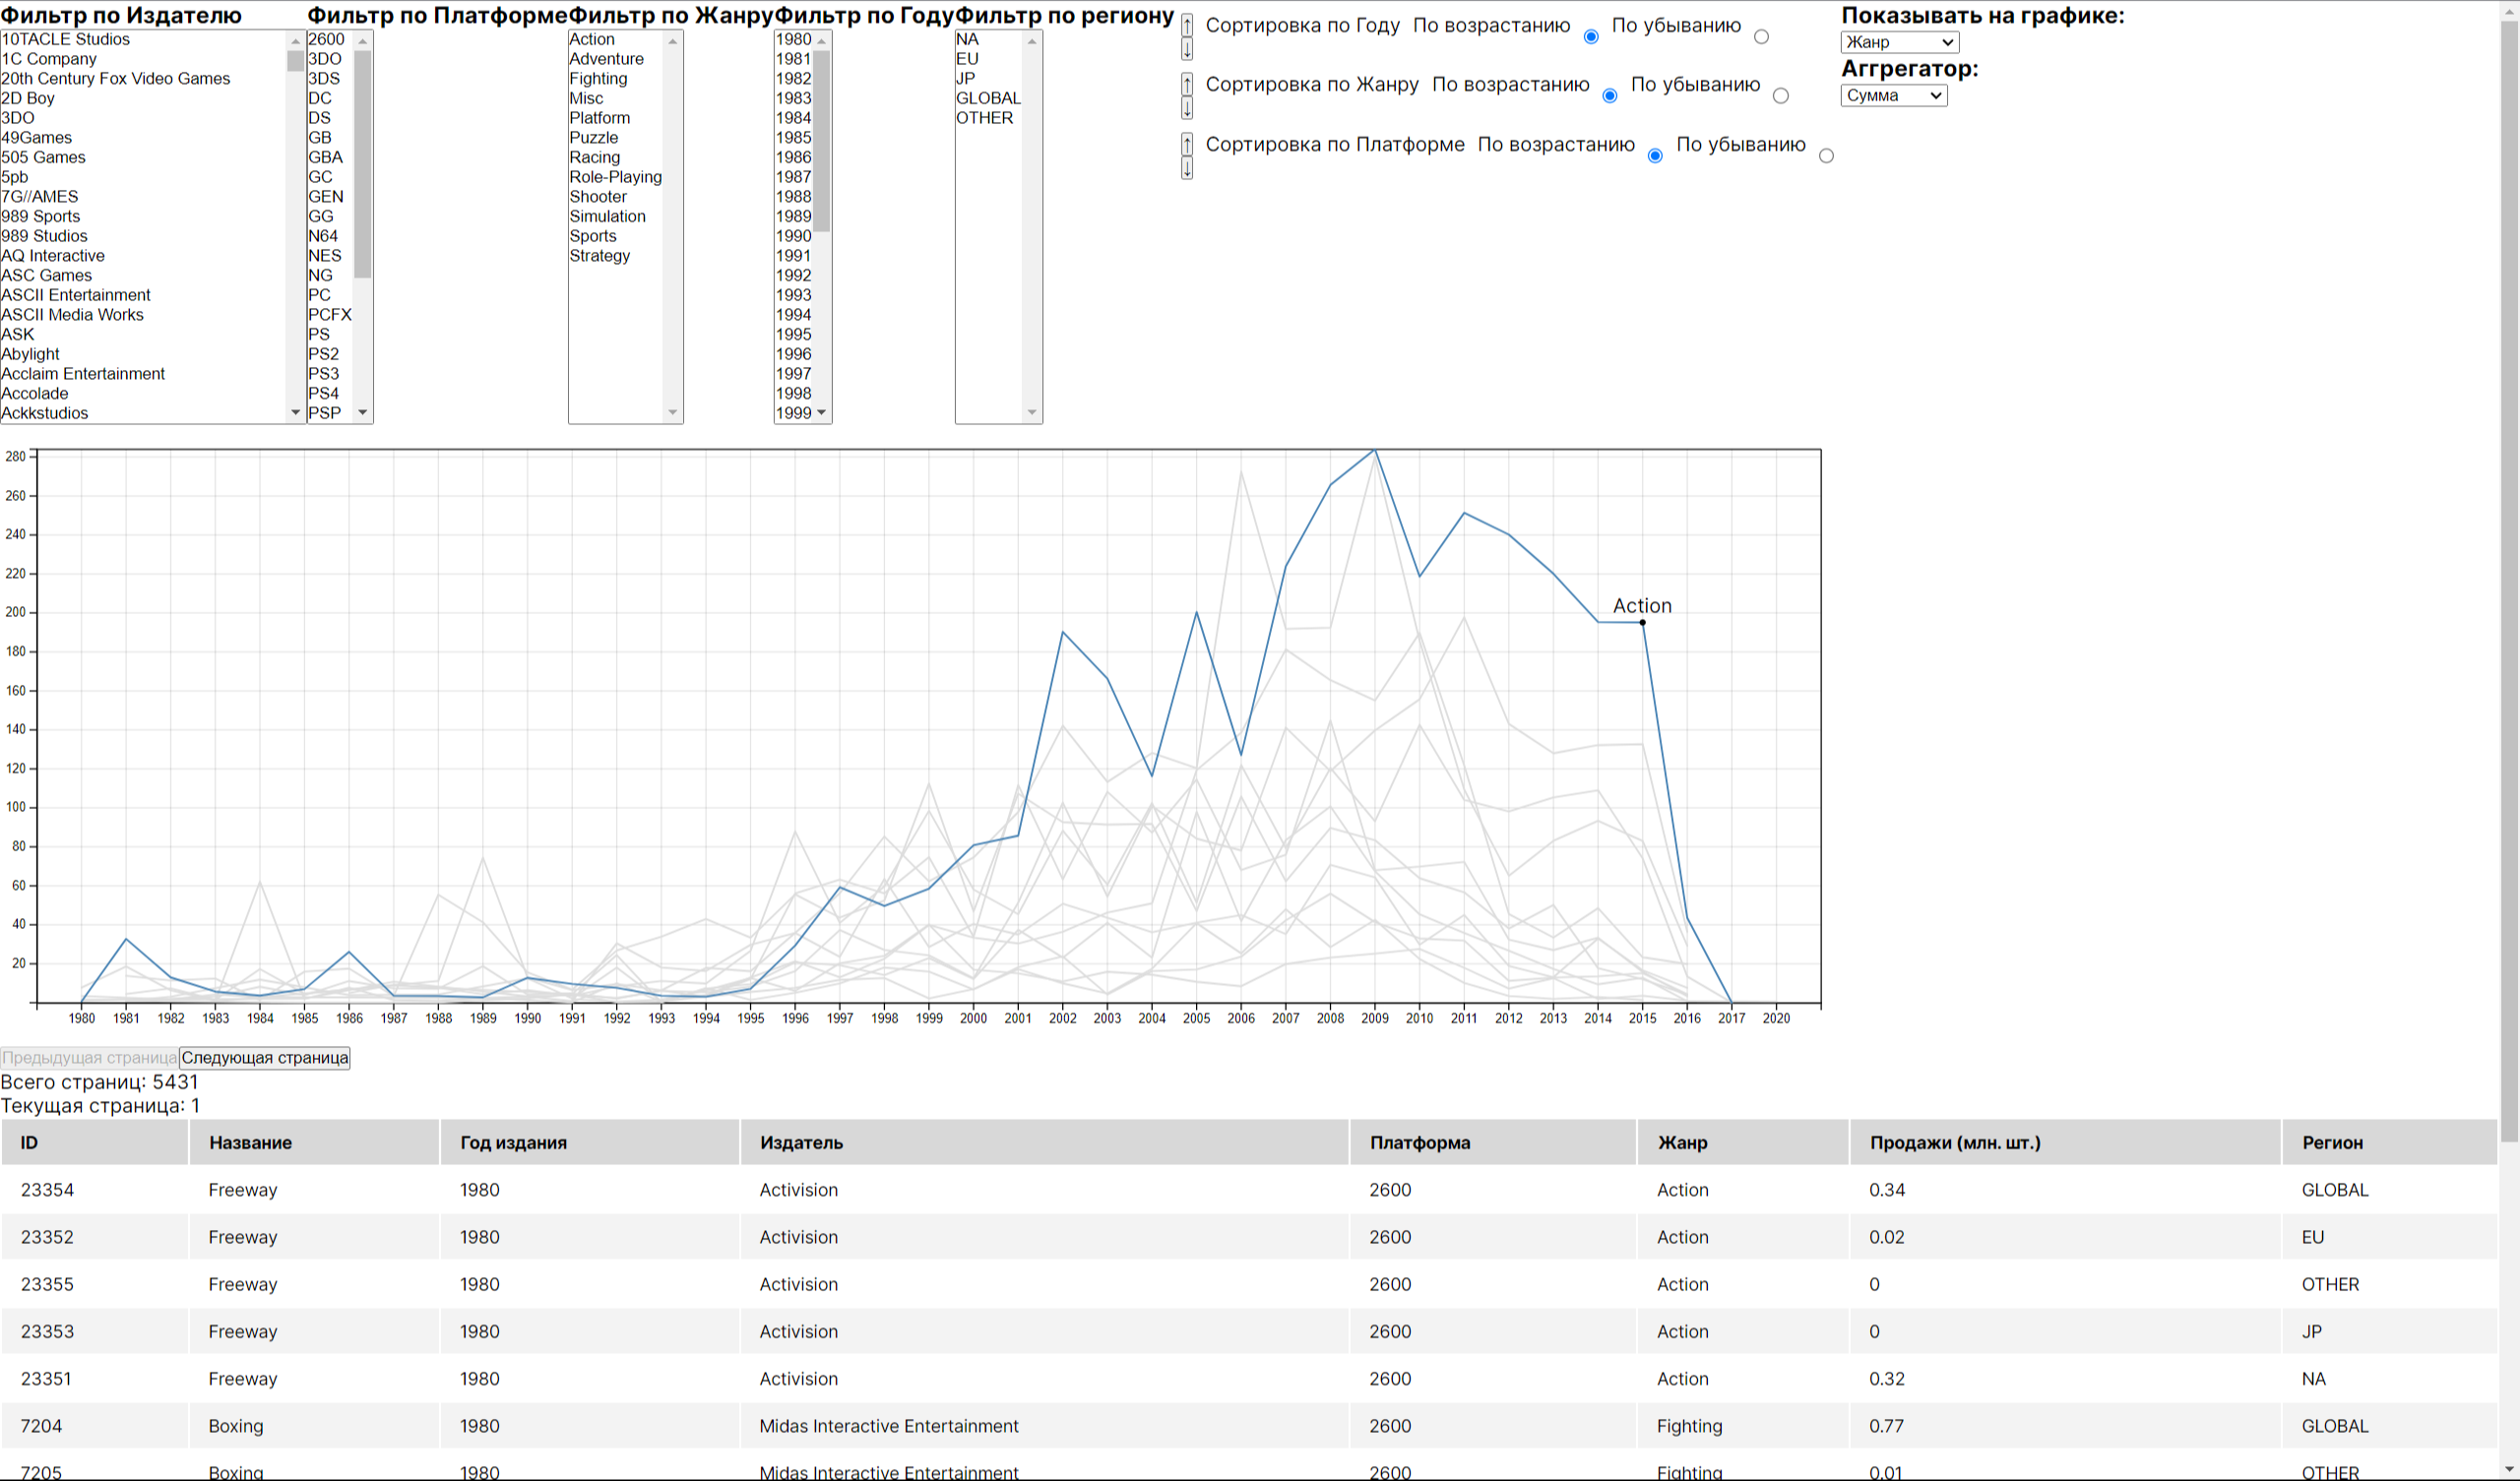 Фильтр по Издателю
10TACLE Studios
1C Company
20th Century Fox Video Games
2D Boy
3DO
49Games
505 Games
5pb
7G//AMES
989 Sports
989 Studios
AQ Interactive
ASC Games
ASCII Entertainment
ASCII Media Works
ASK
Abylight
Acclaim Entertainment
Accolade
Ackkstudios
Фильтр по Платформе
2600
3DO
3DS
DC
DS
GB
GBA
GC
GEN
GG
N64
NES
NG
PC
PCFX
PS
PS2
PS3
PS4
PSP
Фильтр по Жанру
Action
Adventure
Fighting
Misc
Platform
Puzzle
Racing
Role-Playing
Shooter
Simulation
Sports
Strategy
Фильтр по Году
1980
1981
1982
1983
1984
1985
1986
1987
1988
1989
1990
1991
1992
1993
1994
1995
1996
1997
1998
1999
Фильтр по региону
NA
EU
JP
GLOBAL
OTHER
↑
↓
Сортировка по Году По возрастанию По убыванию
↑
↓
Сортировка по Жанру По возрастанию По убыванию
↑
↓
Сортировка по Платформе По возрастанию По убыванию
Показывать на графике:
Жанр
Аггрегатор:
Сумма
280
260
240
220
200
180
160
140
120
100
80
60
40
20
Action
1980 1981 1982 1983 1984 1985 1986 1987 1988 1989 1990 1991 1992 1993 1994 1995 1996 1997 1998 1999 2000 2001 2002 2003 2004 2005 2006 2007 2008 2009 2010 2011 2012 2013 2014 2015 2016 2017 2020
Предыдущая страница Следующая страница
Всего страниц: 5431
Текущая страница: 1
ID Название Год издания Издатель Платформа Жанр Продажи (млн. шт.) Регион
23354 Freeway 1980 Activision 2600 Action 0.34 GLOBAL
23352 Freeway 1980 Activision 2600 Action 0.02 EU
23355 Freeway 1980 Activision 2600 Action 0 OTHER
23353 Freeway 1980 Activision 2600 Action 0 JP
23351 Freeway 1980 Activision 2600 Action 0.32 NA
7204 Boxing 1980 Midas Interactive Entertainment 2600 Fighting 0.77 GLOBAL
7205 Boxing 1980 Midas Interactive Entertainment 2600 Fighting 0.01 OTHER